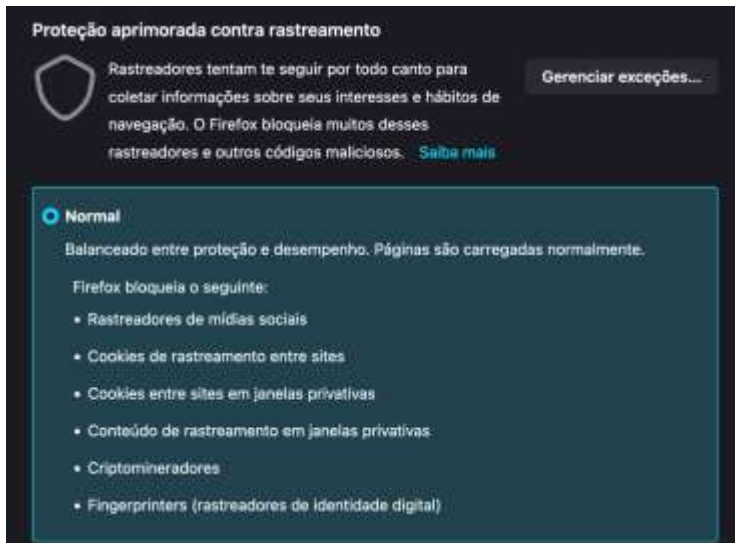 Proteção aprimorada contra rastreamento
Rastreadores tentam te seguir por todo canto para
coletar informações sobre seus interesses e hábitos de
navegação. O Firefox bloqueia muitos desses
rastreadores e outros códigos maliciosos. Saiba mais
Gerenciar exceções...
Normal
Balanceado entre proteção e desempenho. Páginas são carregadas normalmente.
Firefox bloqueia o seguinte:
• Rastreadores de mídias sociais
• Cookies de rastreamento entre sites
• Cookies entre sites em janelas privativas
• Conteúdo de rastreamento em janelas privativas
• Criptomineradores
• Fingerprinters (rastreadores de identidade digital)